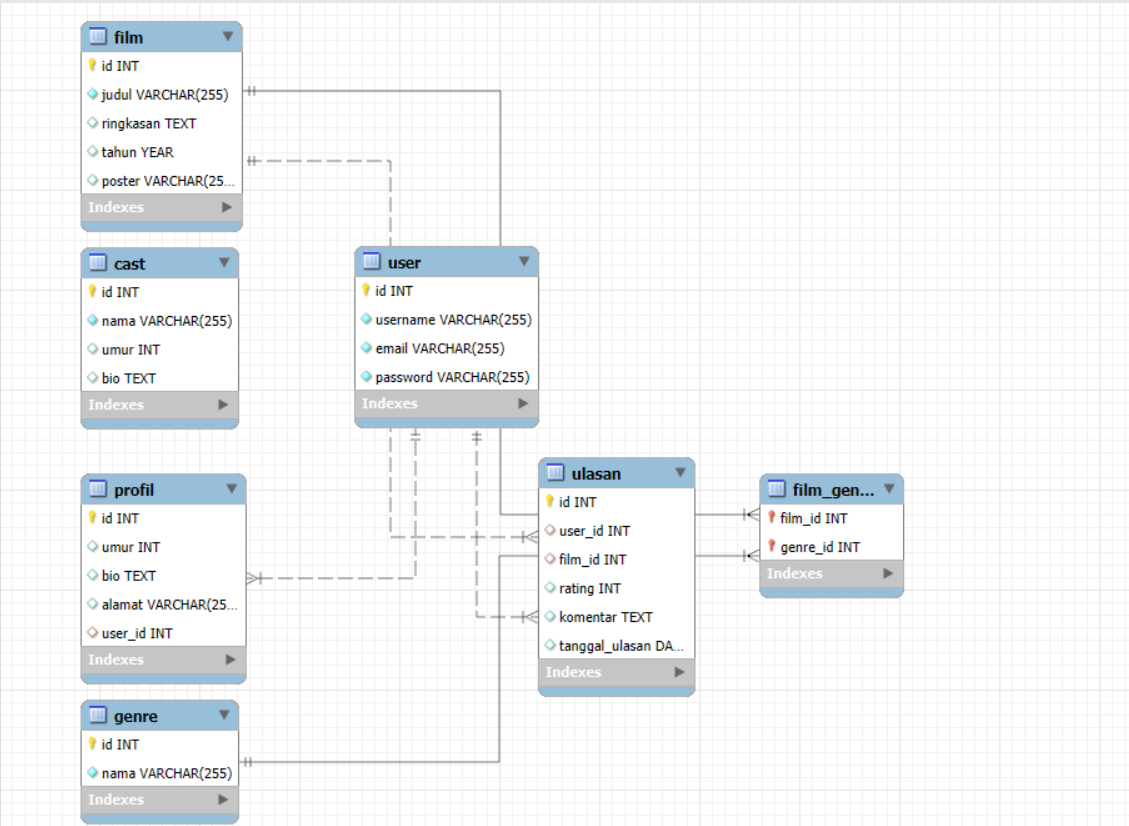 film
id INT
judul VARCHAR(255)
ringkasan TEXT
tahun YEAR
poster VARCHAR(25...
Indexes
cast
id INT
nama VARCHAR(255)
umur INT
bio TEXT
Indexes
user
id INT
username VARCHAR(255)
email VARCHAR(255)
password VARCHAR(255)
Indexes
profil
id INT
umur INT
bio TEXT
alamat VARCHAR(25...
user_id INT
Indexes
ulasan
id INT
user_id INT
film_id INT
rating INT
komentar TEXT
tanggal_ulasan DA...
Indexes
film_gen...
film_id INT
genre_id INT
Indexes
genre
id INT
nama VARCHAR(255)
Indexes